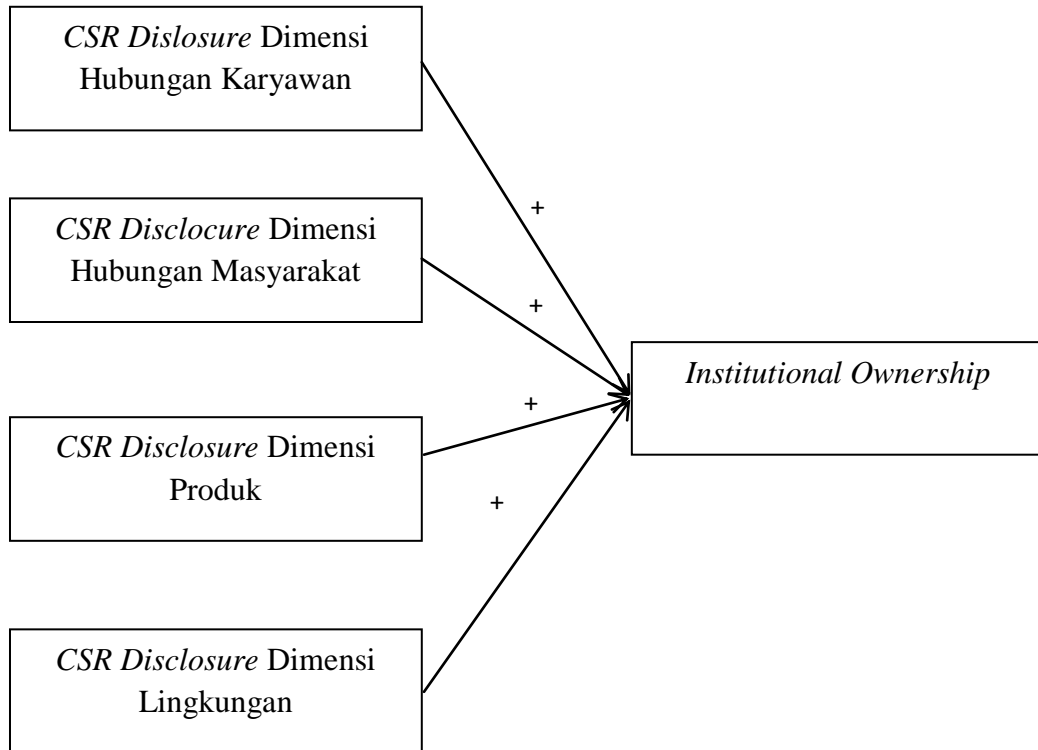 CSR Dislosure Dimensi
Hubungan Karyawan
+
CSR Disclocure Dimensi
Hubungan Masyarakat
+
Institutional Ownership
+
CSR Disclosure Dimensi
Produk
+
CSR Disclosure Dimensi
Lingkungan